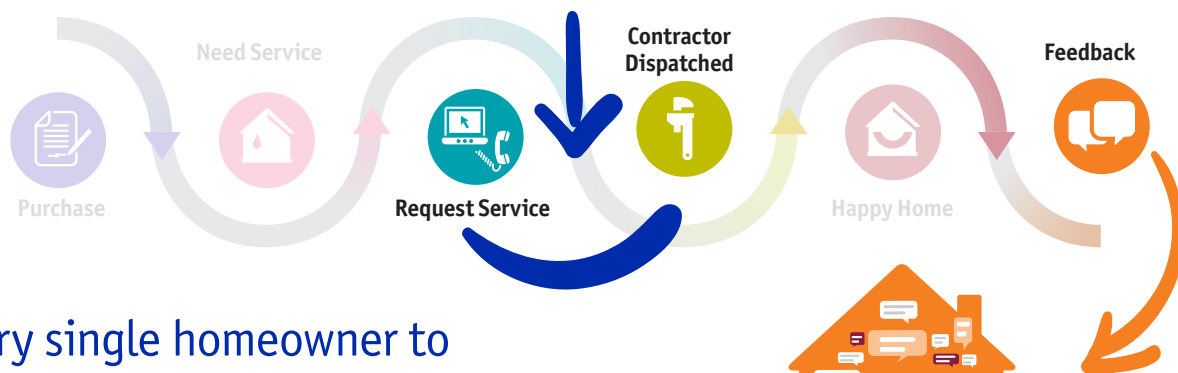 Need Service
Contractor
Dispatched
Feedback
Purchase
Request Service
Happy Home
ry single homeowner to